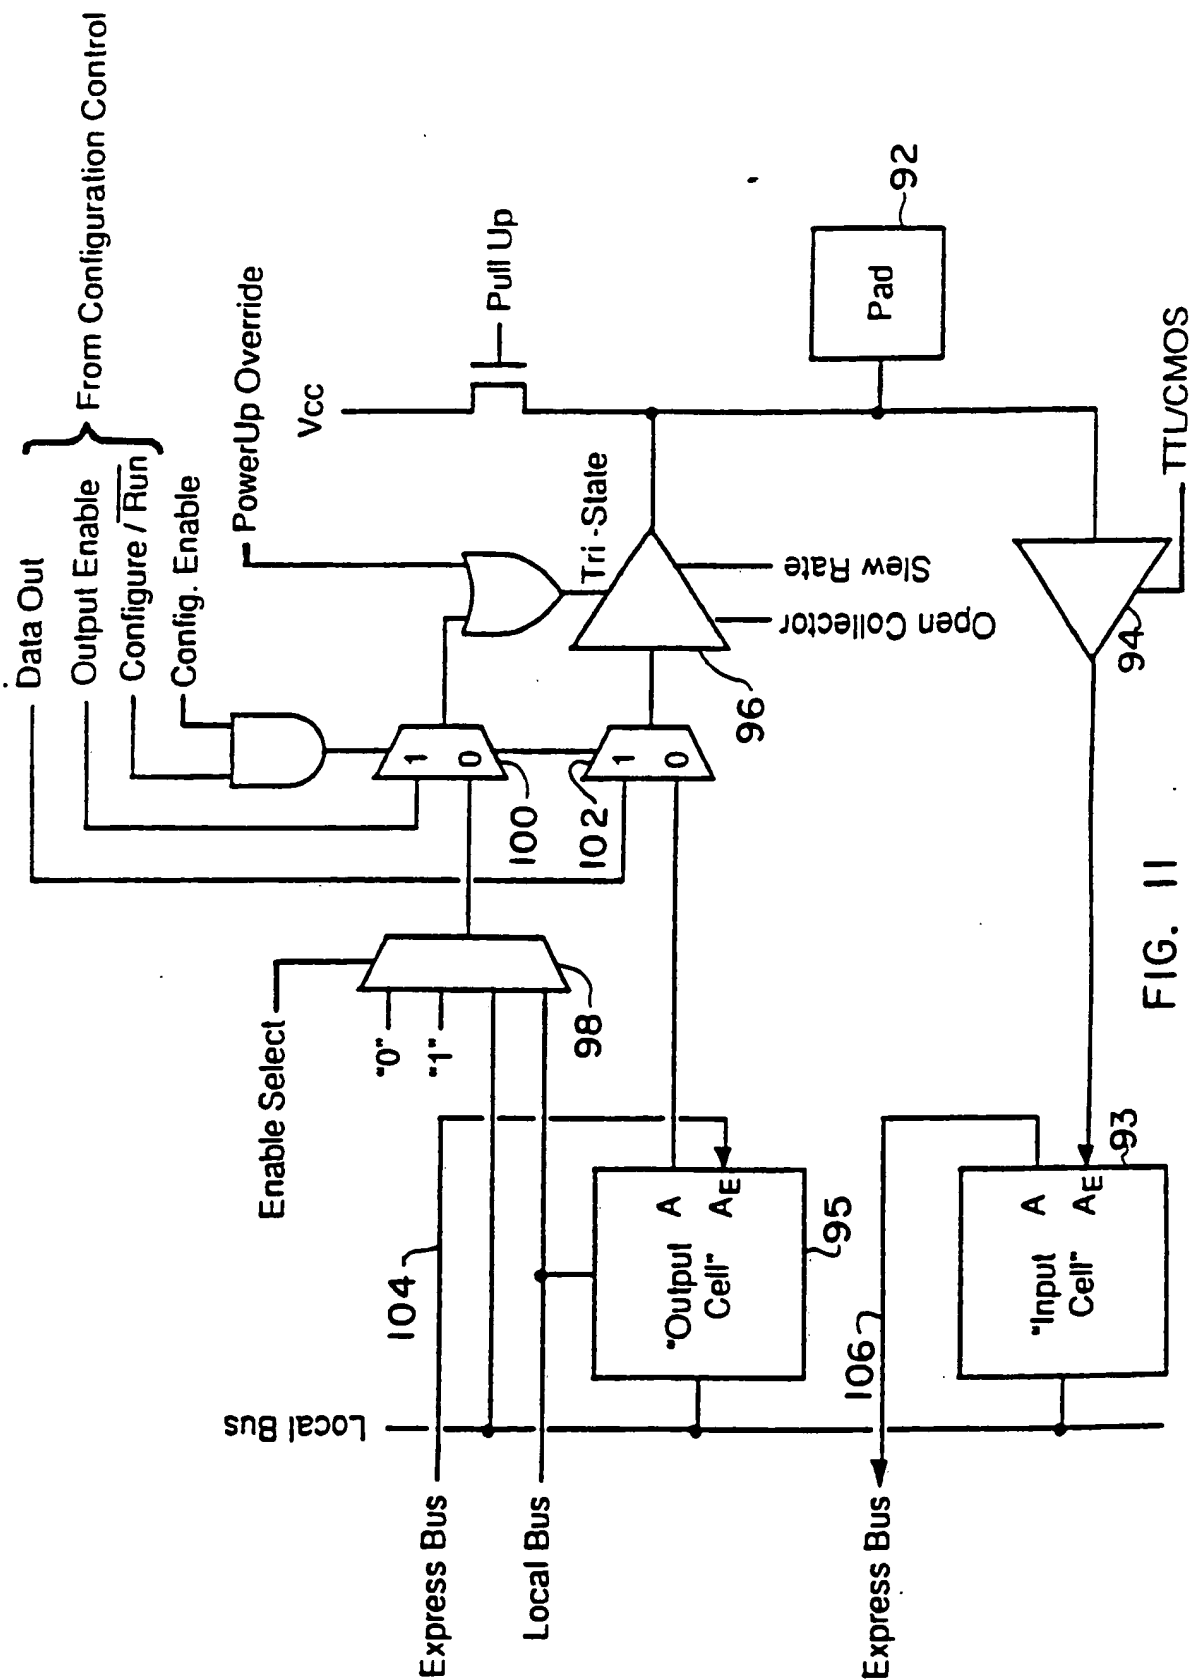 Data Out
Output Enable
Configure / Run
Config. Enable
From Configuration Control
PowerUp Override
Vcc
Pull Up
Enable Select
"0"
"1"
98
1
0
100
102
1
0
Tri-State
96
Open Collector
Slew Rate
Pad
92
Local Bus
Express Bus
104
Local Bus
"Output
Cell"
A
AE
95
Express Bus
106
"Input
Cell"
A
AE
93
94
TTL/CMOS
FIG. 11